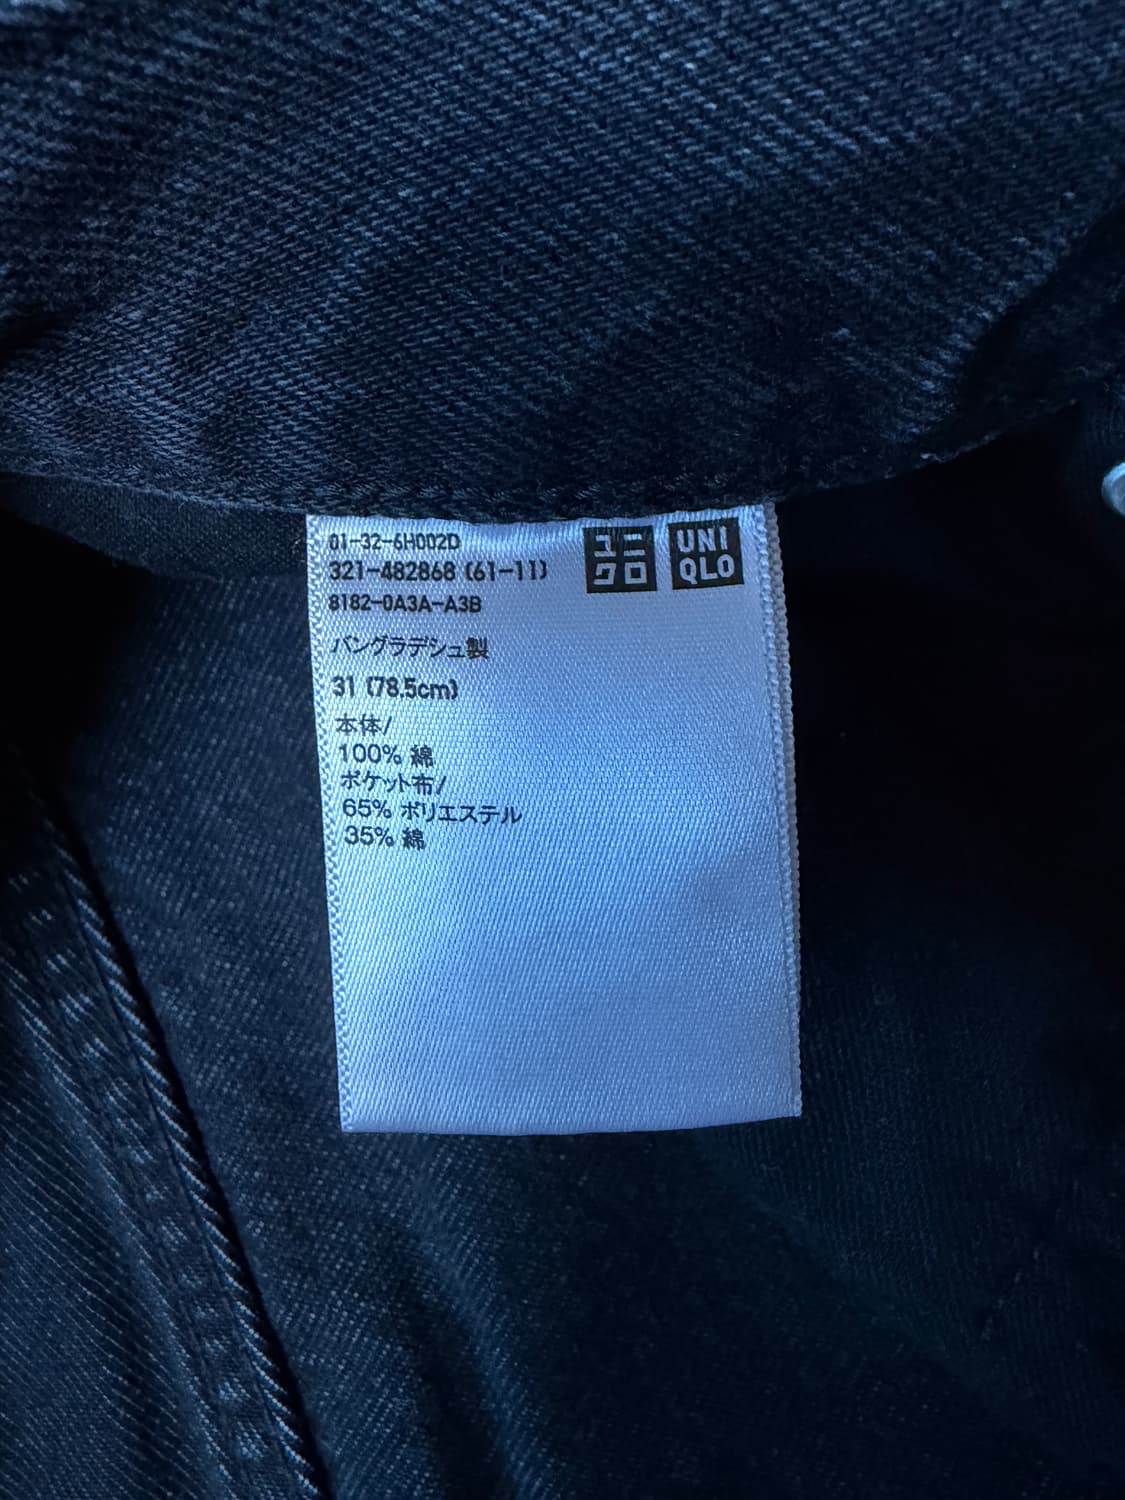 01-32-6H002D
321-482868 (61-11)
8182-0A3A-A3B
バングラデシュ製
31 (78.5cm)
本体/
100% 綿
ポケット布/
65% ポリエステル
35% 綿
ユニ
クロ
UNI
QLO